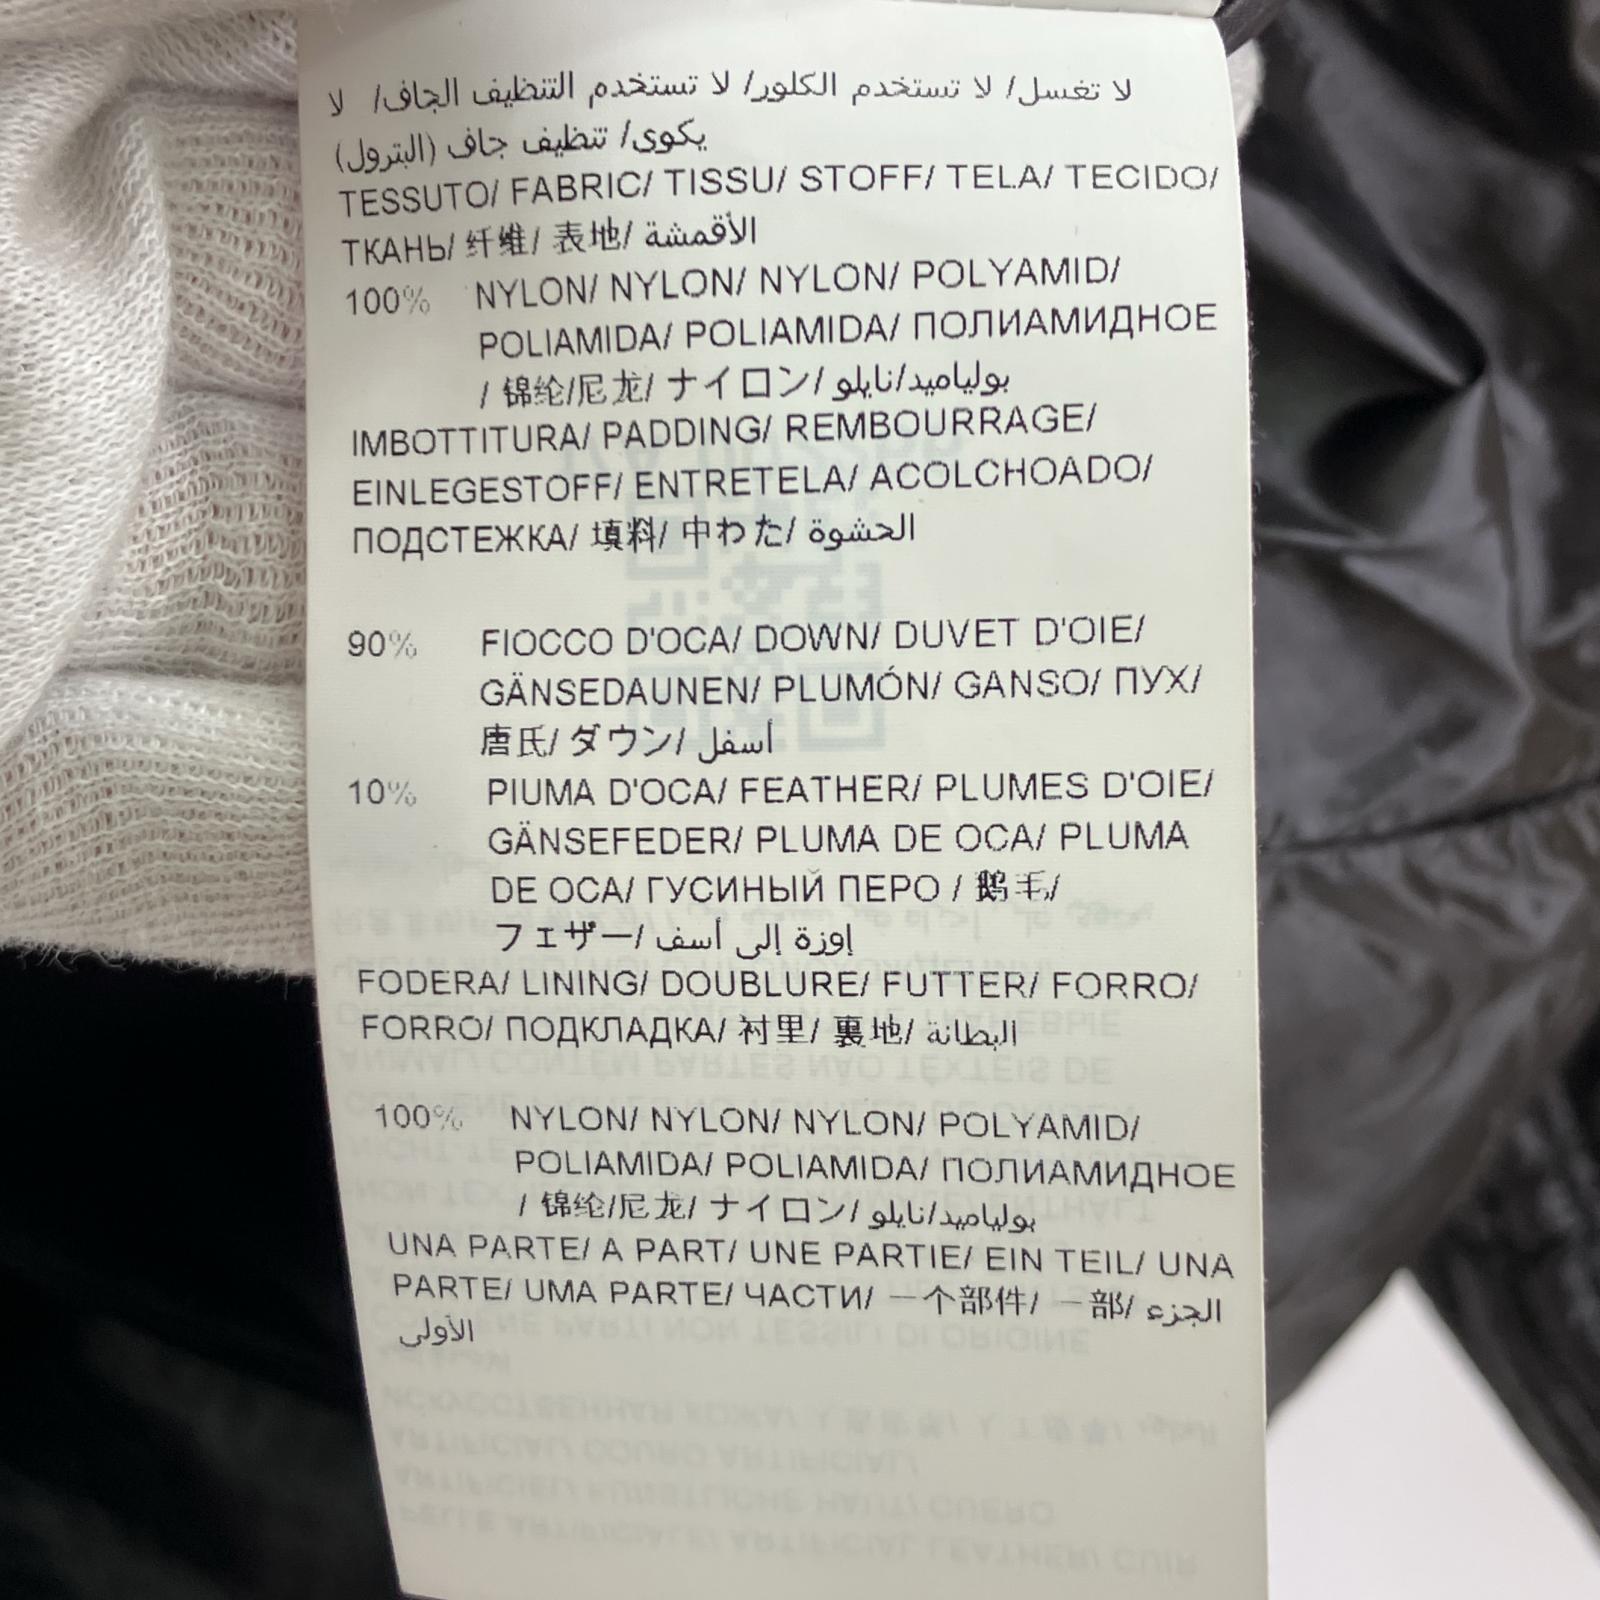 لا تغسل/ لا تستخدم الكلور/ لا تستخدم التنظيف الجاف/ لا
يكوى/ تنظيف جاف (البترول)
TESSUTO/ FABRIC/ TISSU/ STOFF/ TELA/ TECIDO/
ТКАНЬ/ 纤维/ 表地/ الأقمشة
100% NYLON/ NYLON/ NYLON/ POLYAMID/
POLIAMIDA/ POLIAMIDA/ ПОЛИАМИДНОЕ
/ 锦纶/尼龙/ ナイロン/ بولياميد/نايلو
IMBOTTITURA/ PADDING/ REMBOURRAGE/
EINLEGESTOFF/ ENTRETELA/ ACOLCHOADO/
ПОДСТЕЖКА/ 填料/ 中わた/ الحشوة
90% FIOCCO D'OCA/ DOWN/ DUVET D'OIE/
GÄNSEDAUNEN/ PLUMÓN/ GANSO/ ПУХ/
唐氏/ ダウン/ أسفل
10% PIUMA D'OCA/ FEATHER/ PLUMES D'OIE/
GÄNSEFEDER/ PLUMA DE OCA/ PLUMA
DE OCA/ ГУСИНЫЙ ПЕРО / 鹅毛/
フェザー/ إوزة إلى أسف
FODERA/ LINING/ DOUBLURE/ FUTTER/ FORRO/
FORRO/ ПОДКЛАДКА/ 衬里/ 裏地/ البطانة
100% NYLON/ NYLON/ NYLON/ POLYAMID/
POLIAMIDA/ POLIAMIDA/ ПОЛИАМИДНОЕ
/ 锦纶/尼龙/ ナイロン/ بولياميد/نايلو
UNA PARTE/ A PART/ UNE PARTIE/ EIN TEIL/ UNA
PARTE/ UMA PARTE/ ЧАСТИ/ 一个部件/ 一部/ الجزء
الأولى